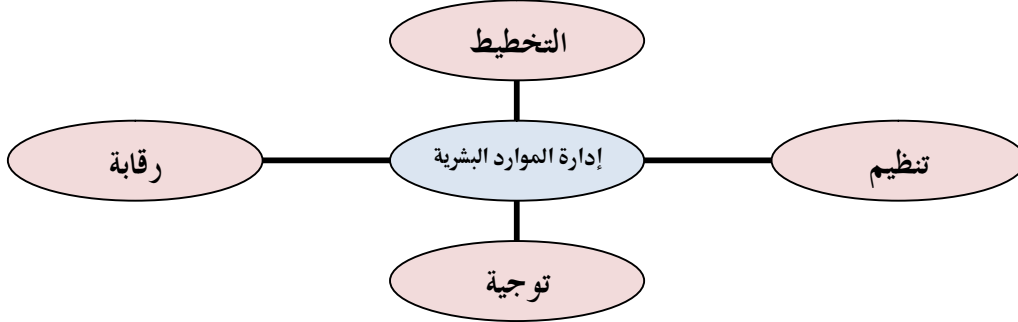 التخطيط
تنظيم
إدارة الموارد البشرية
رقابة
توجية